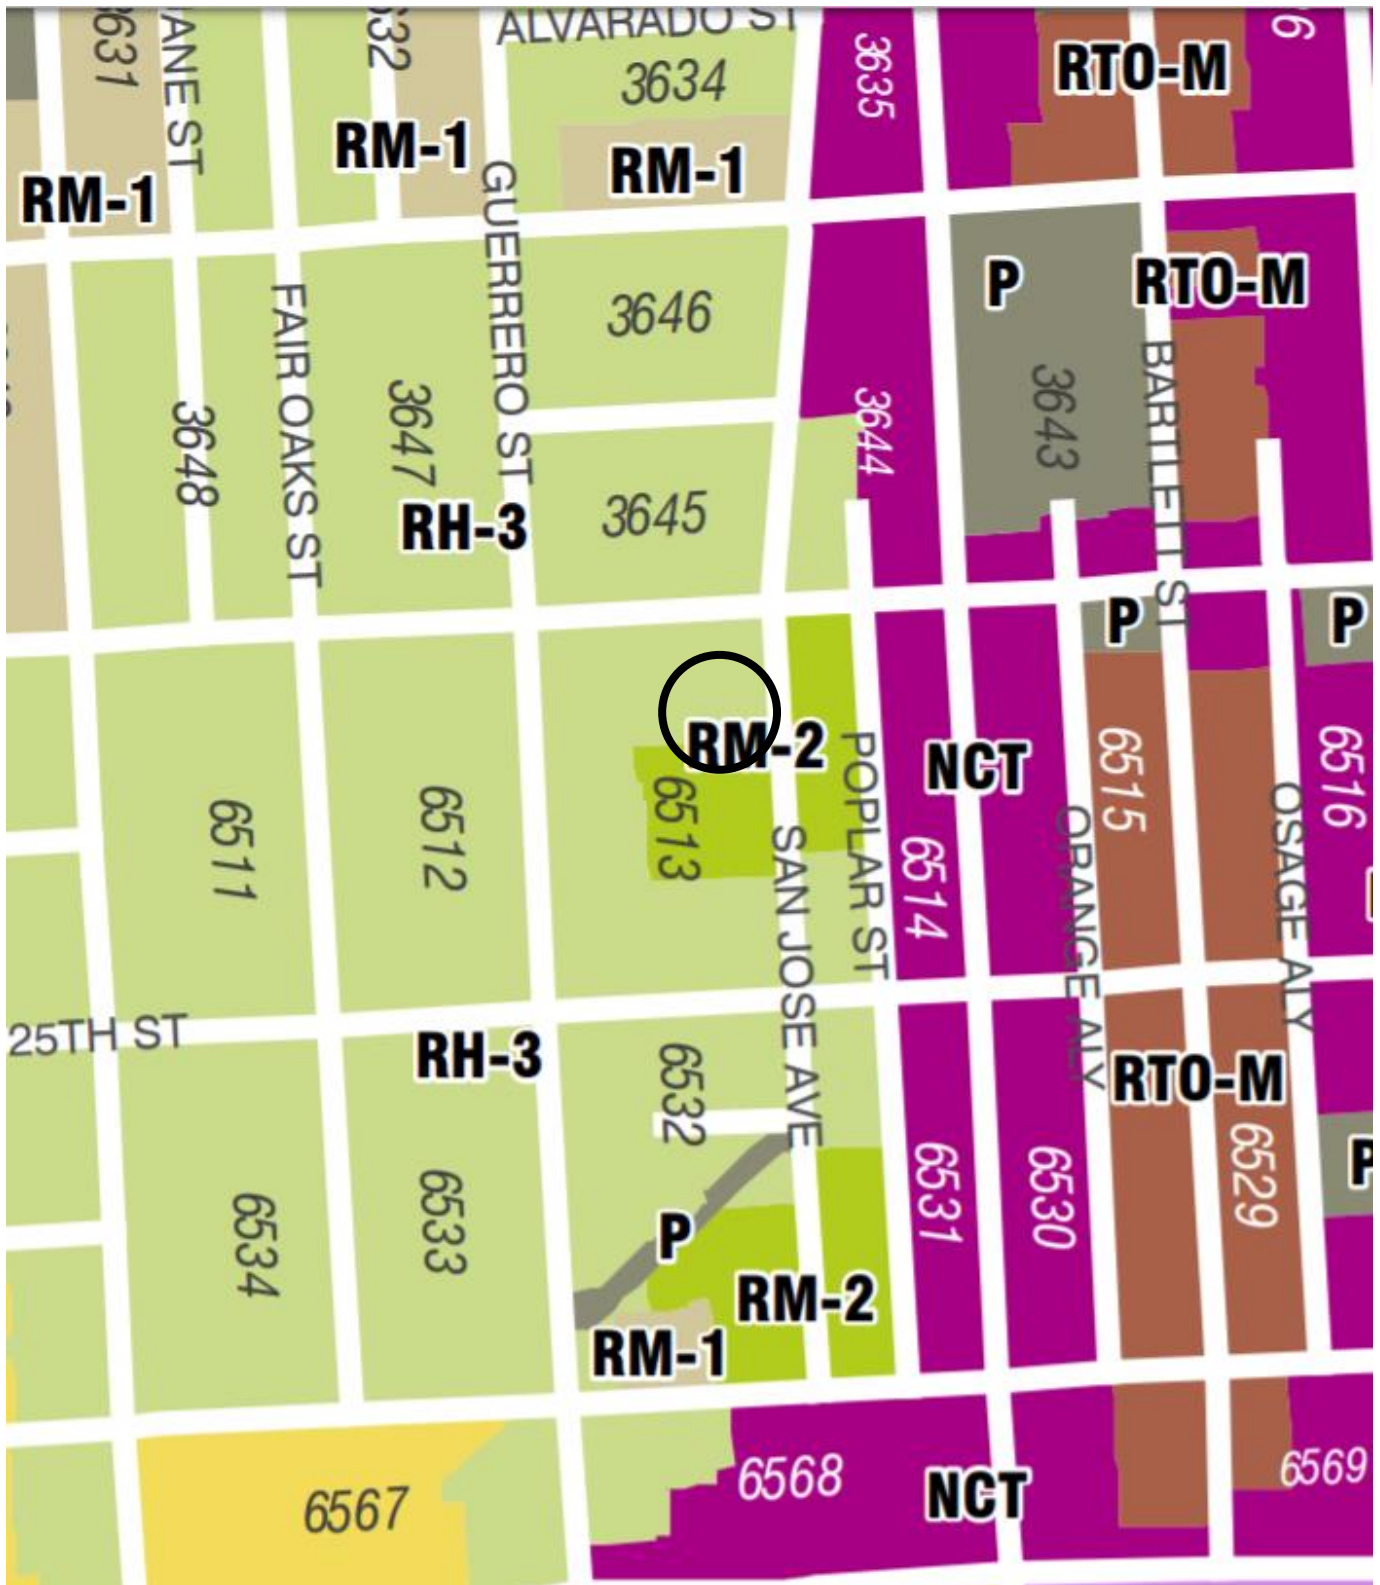 ALVARADO ST
3631
JANE ST
3634
3635
RTO-M
RM-1
RM-1
RM-1
GUERRERO ST
FAIR OAKS ST
3646
P
RTO-M
BARTLETT ST
3648
3647
3644
3643
RH-3
3645
P
P
RM-2
POPLAR ST
NCT
6515
6516
6511
6512
6513
SAN JOSE AVE
6514
ORANGE ALY
OSAGE ALY
25TH ST
RH-3
6532
RTO-M
6534
6533
P
6531
6530
6529
P
RM-2
RM-1
6567
6568
NCT
6569